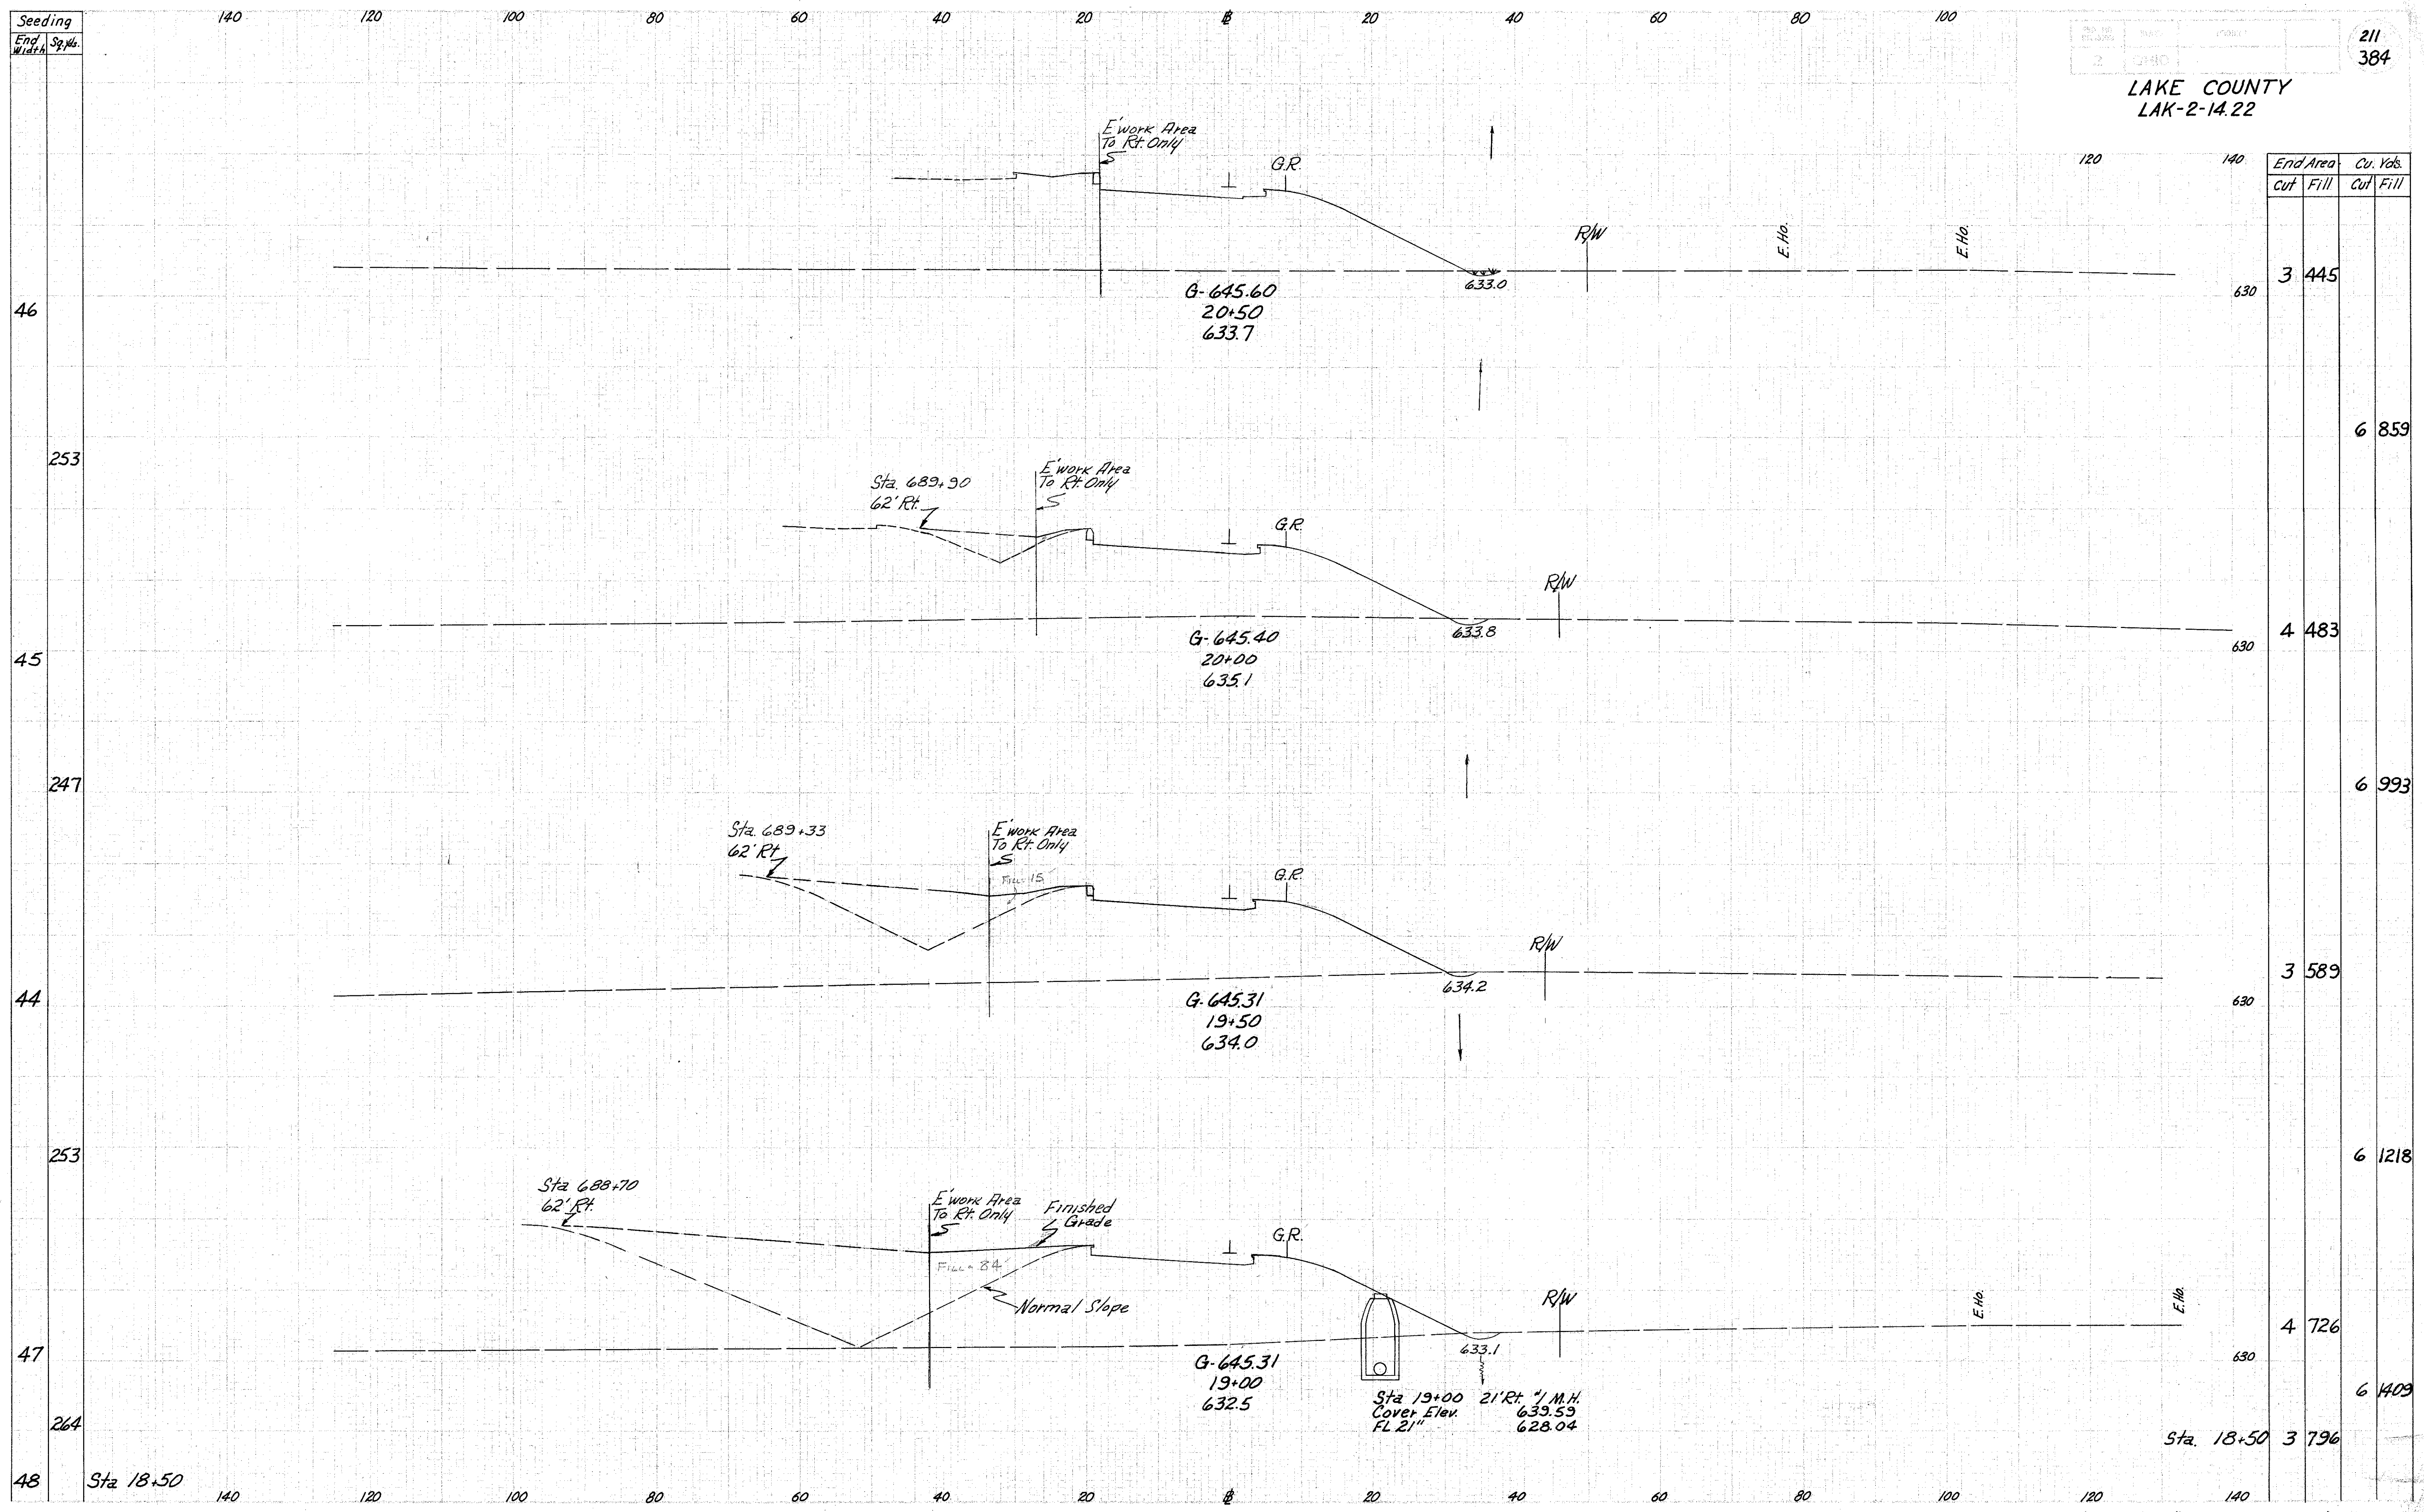 Seeding
End Width Sq.Yds.
140 120 100 80 60 40 20 ℄ 20 40 60 80 100
211
384
LAKE COUNTY
LAK-2-14.22
120 140
End Area Cu. Yds.
Cut Fill Cut Fill
E'work Area
To Rt. Only
G.R.
R/W
E.Ho.
E.Ho.
3 445
633.0
630
G-645.60
20+50
633.7
46
6 859
253
Sta. 689+90
62' Rt.
E'work Area
To Rt. Only
G.R.
R/W
633.8
4 483
G-645.40
20+00
635.1
630
45
247
6 993
Sta. 689+33
62' Rt.
E'work Area
To Rt. Only
Fill=15
G.R.
R/W
634.2
3 589
G-645.31
19+50
634.0
630
44
253
6 1218
Sta 688+70
62' Rt.
E'work Area
To Rt. Only
Finished
Grade
G.R.
Fill=84
Normal Slope
R/W
E.Ho.
E.Ho.
4 726
633.1
630
G-645.31
19+00
632.5
47
Sta 19+00 21' Rt. #1 M.H.
Cover Elev. 639.59
FL 21" 628.04
6 1409
264
Sta. 18+50 3 796
48 Sta 18+50
140 120 100 80 60 40 20 ℄ 20 40 60 80 100 120 140